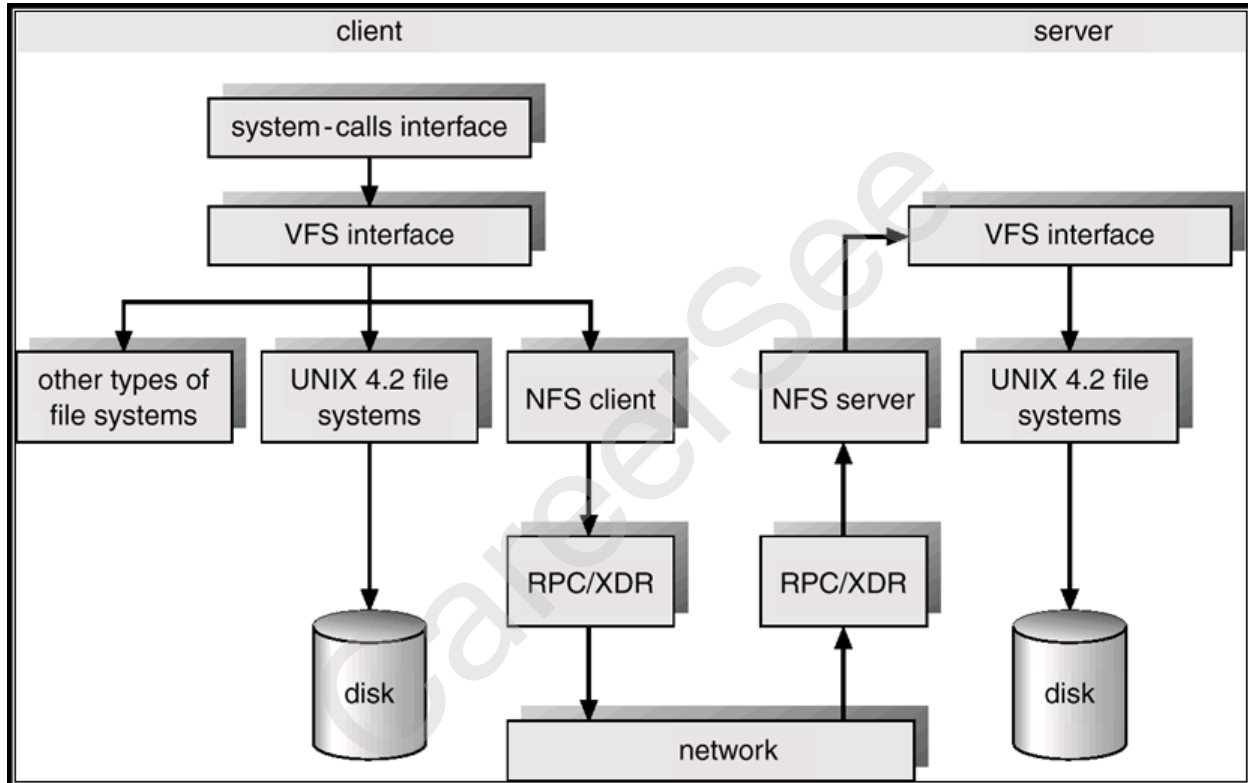 client
server
system-calls interface
VFS interface
VFS interface
other types of
file systems
UNIX 4.2 file
systems
NFS client
NFS server
UNIX 4.2 file
systems
RPC/XDR
RPC/XDR
disk
disk
network
CareerSee